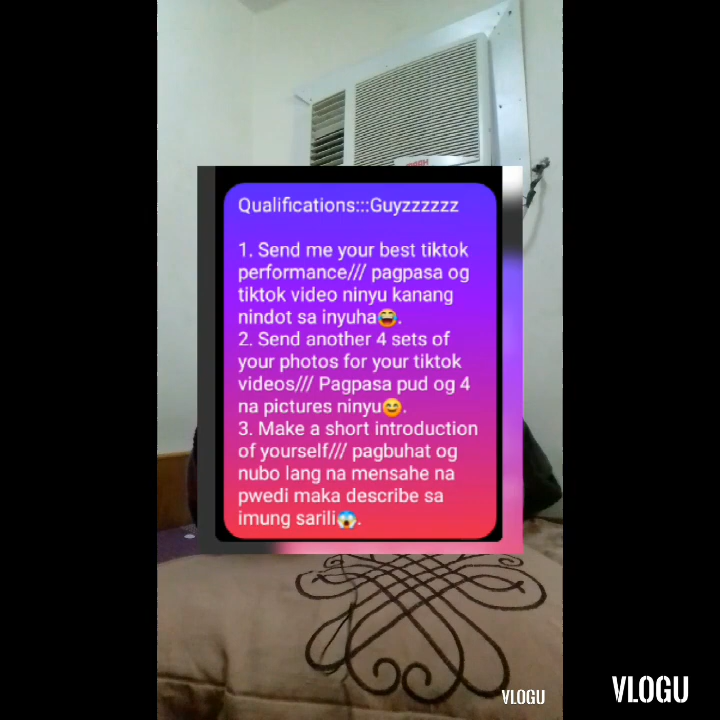 Qualifications:::Guyzzzzzz
1. Send me your best tiktok
performance/// pagpasa og
tiktok video ninyu kanang
nindot sa inyuha😂.
2. Send another 4 sets of
your photos for your tiktok
videos/// Pagpasa pud og 4
na pictures ninyu😊.
3. Make a short introduction
of yourself/// pagbuhat og
nubo lang na mensahe na
pwedi maka describe sa
imung sarili😱.
VLOGU
VLOGU